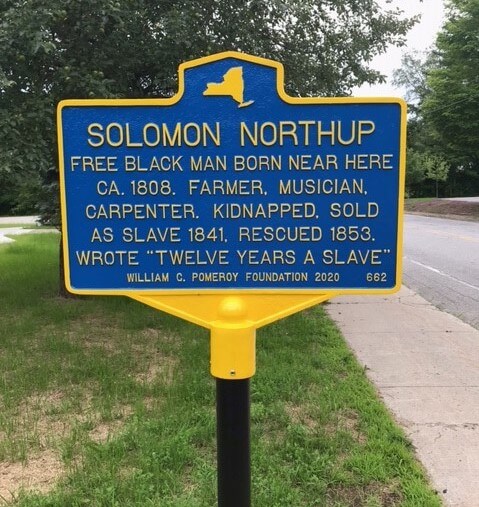 SOLOMON NORTHUP
FREE BLACK MAN BORN NEAR HERE
CA. 1808. FARMER, MUSICIAN,
CARPENTER. KIDNAPPED, SOLD
AS SLAVE 1841, RESCUED 1853.
WROTE "TWELVE YEARS A SLAVE"
WILLIAM C. POMEROY FOUNDATION 2020 662